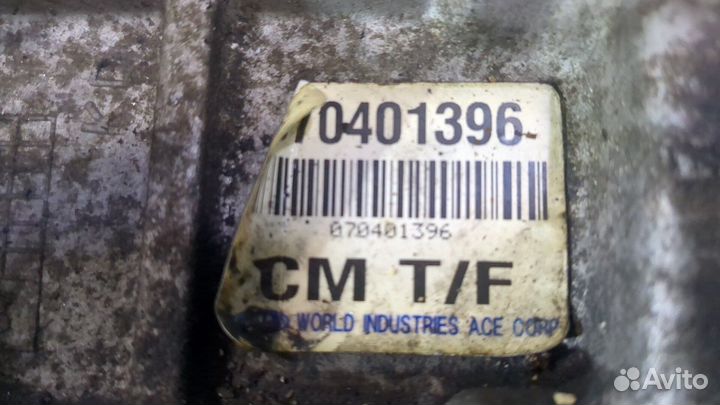 70401396
070401396
CM T/F
WORLD INDUSTRIES ACE CORP
Avito